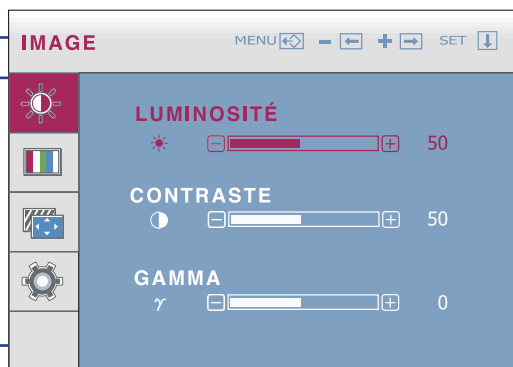 IMAGE MENU - + SET
LUMINOSITÉ
50
CONTRASTE
50
GAMMA
γ 0